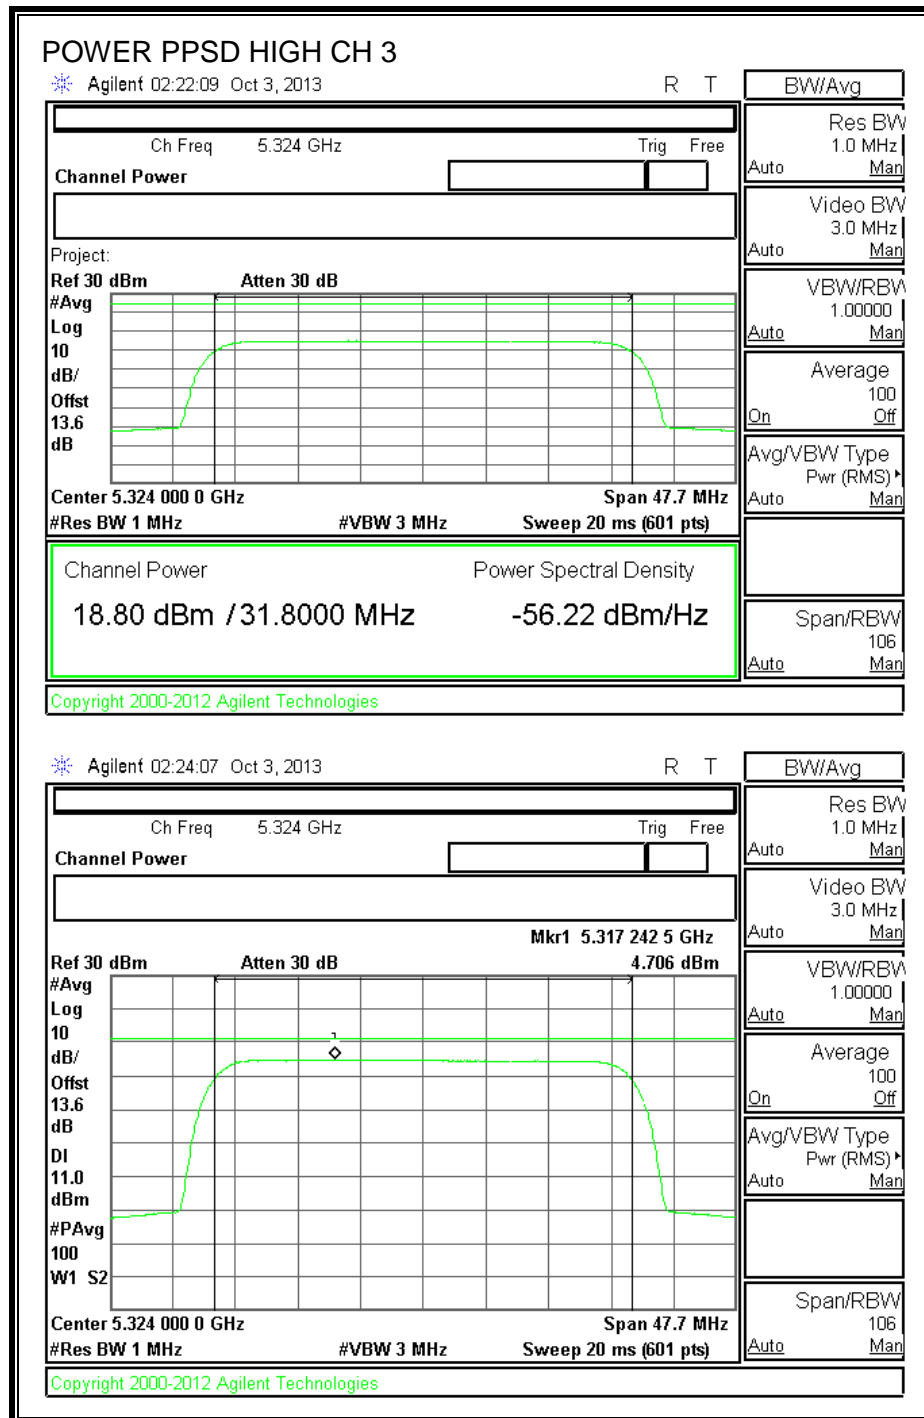 POWER PPSD HIGH CH 3
Agilent 02:22:09 Oct 3, 2013 R T
BW/Avg
Ch Freq 5.324 GHz Trig Free
Channel Power
Res BW
1.0 MHz
Auto Man
Video BW
3.0 MHz
Auto Man
VBW/RBW
1.00000
Auto Man
Average
100
On Off
Avg/VBW Type
Pwr (RMS)
Auto Man
Span/RBW
106
Auto Man
Project:
Ref 30 dBm Atten 30 dB
#Avg
Log
10
dB/
Offst
13.6
dB
Center 5.324 000 0 GHz Span 47.7 MHz
#Res BW 1 MHz #VBW 3 MHz Sweep 20 ms (601 pts)
Channel Power Power Spectral Density
18.80 dBm / 31.8000 MHz -56.22 dBm/Hz
Copyright 2000-2012 Agilent Technologies
Agilent 02:24:07 Oct 3, 2013 R T
BW/Avg
Ch Freq 5.324 GHz Trig Free
Channel Power
Res BW
1.0 MHz
Auto Man
Video BW
3.0 MHz
Auto Man
VBW/RBW
1.00000
Auto Man
Average
100
On Off
Avg/VBW Type
Pwr (RMS)
Auto Man
Span/RBW
106
Auto Man
Mkr1 5.317 242 5 GHz
Ref 30 dBm Atten 30 dB 4.706 dBm
#Avg
Log
10
dB/
Offst
13.6
dB
DI
11.0
dBm
#PAvg
100
W1 S2
1
Center 5.324 000 0 GHz Span 47.7 MHz
#Res BW 1 MHz #VBW 3 MHz Sweep 20 ms (601 pts)
Copyright 2000-2012 Agilent Technologies